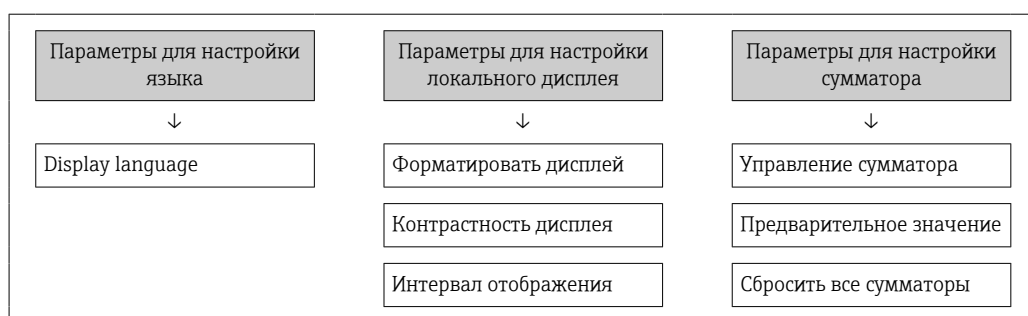 Параметры для настройки
языка
↓
Display language
Параметры для настройки
локального дисплея
↓
Форматировать дисплей
Контрастность дисплея
Интервал отображения
Параметры для настройки
сумматора
↓
Управление сумматора
Предварительное значение
Сбросить все сумматоры